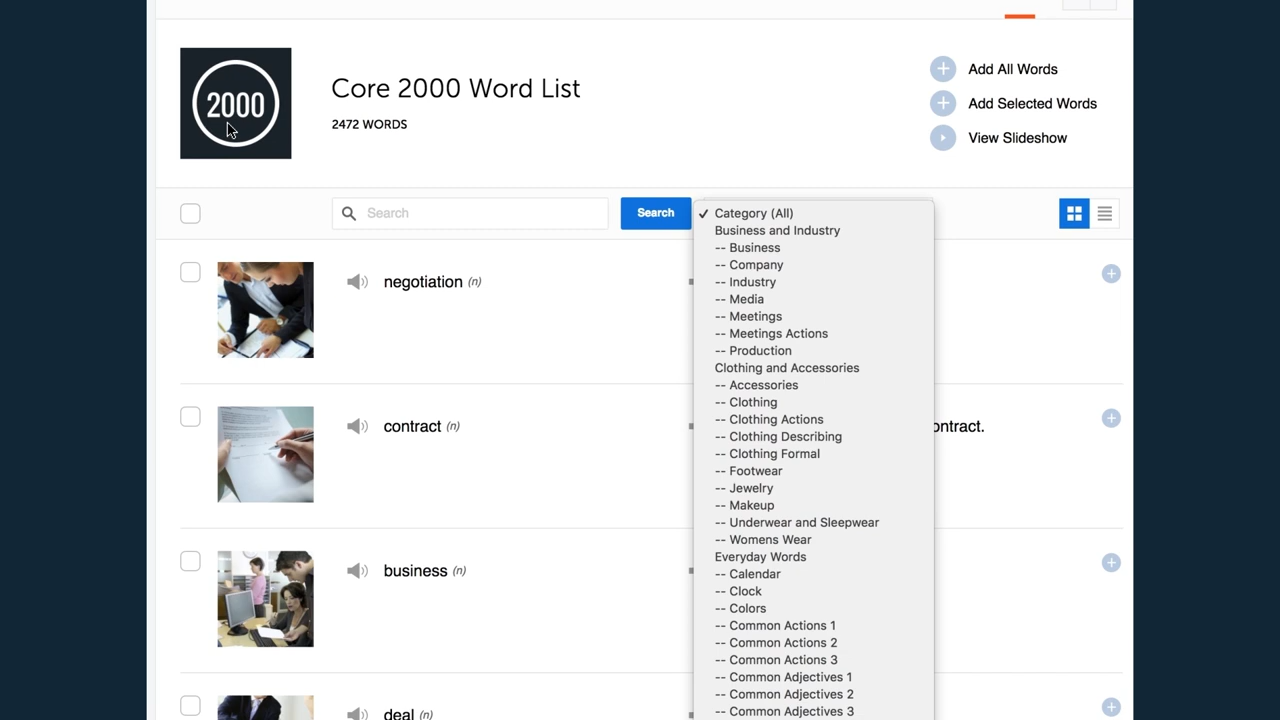 2000
Core 2000 Word List
2472 WORDS
Add All Words
Add Selected Words
View Slideshow
Search
Search
✓ Category (All)
Business and Industry
-- Business
-- Company
-- Industry
-- Media
-- Meetings
-- Meetings Actions
-- Production
Clothing and Accessories
-- Accessories
-- Clothing
-- Clothing Actions
-- Clothing Describing
-- Clothing Formal
-- Footwear
-- Jewelry
-- Makeup
-- Underwear and Sleepwear
-- Womens Wear
Everyday Words
-- Calendar
-- Clock
-- Colors
-- Common Actions 1
-- Common Actions 2
-- Common Actions 3
-- Common Adjectives 1
-- Common Adjectives 2
-- Common Adjectives 3
negotiation (n)
contract (n)
ontract.
business (n)
deal (n)